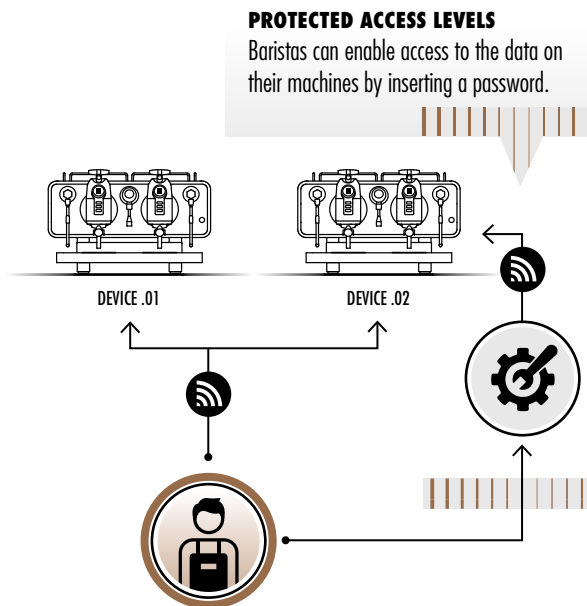 PROTECTED ACCESS LEVELS
Baristas can enable access to the data on
their machines by inserting a password.
DEVICE .01
DEVICE .02